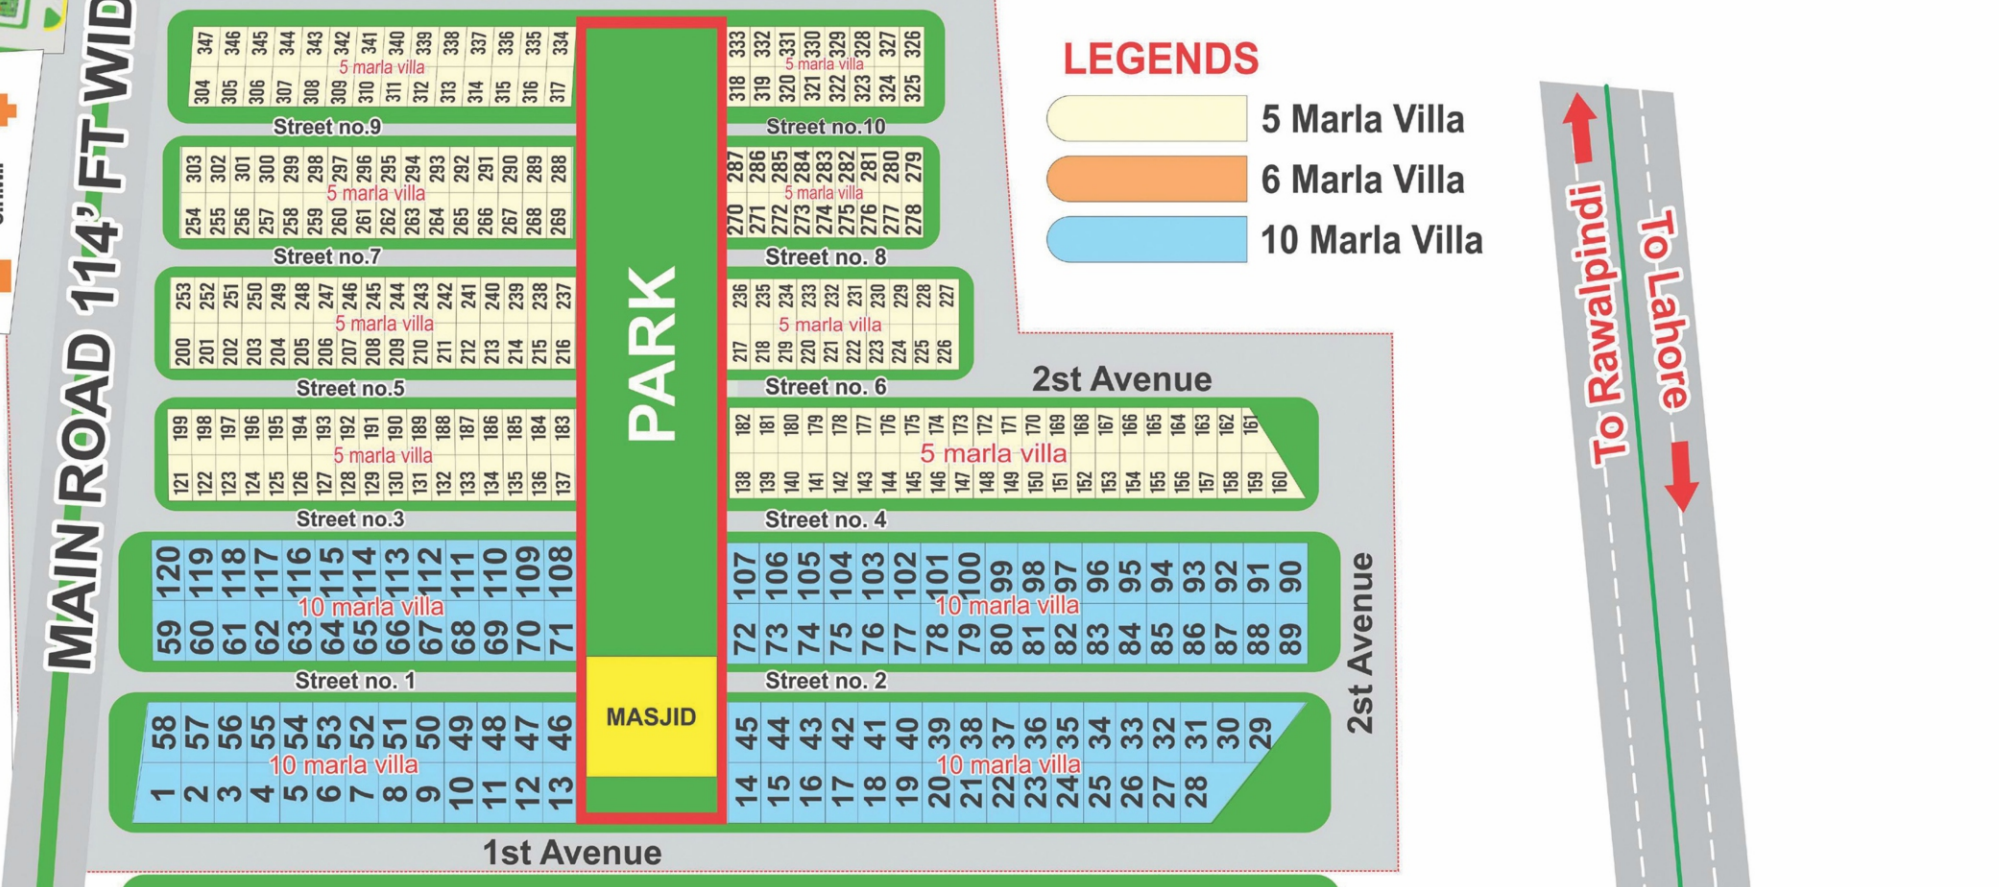 MAIN ROAD 114' FT WID
347 346 345 344 343 342 341 340 339 338 337 336 335 334
5 marla villa
304 305 306 307 308 309 310 311 312 313 314 315 316 317
333 332 331 330 329 328 327 326
5 marla villa
318 319 320 321 322 323 324 325
Street no.9
Street no.10
303 302 301 300 299 298 297 296 295 294 293 292 291 290 289 288
5 marla villa
254 255 256 257 258 259 260 261 262 263 264 265 266 267 268 269
287 286 285 284 283 282 281 280 279
5 marla villa
270 271 272 273 274 275 276 277 278
Street no.7
Street no. 8
253 252 251 250 249 248 247 246 245 244 243 242 241 240 239 238 237
5 marla villa
200 201 202 203 204 205 206 207 208 209 210 211 212 213 214 215 216
236 235 234 233 232 231 230 229 228 227
5 marla villa
217 218 219 220 221 222 223 224 225 226
Street no.5
Street no. 6
199 198 197 196 195 194 193 192 191 190 189 188 187 186 185 184 183
5 marla villa
121 122 123 124 125 126 127 128 129 130 131 132 133 134 135 136 137
182 181 180 179 178 177 176 175 174 173 172 171 170 169 168 167 166 165 164 163 162 161
5 marla villa
138 139 140 141 142 143 144 145 146 147 148 149 150 151 152 153 154 155 156 157 158 159 160
Street no.3
Street no. 4
120 119 118 117 116 115 114 113 112 111 110 109 108
10 marla villa
59 60 61 62 63 64 65 66 67 68 69 70 71
107 106 105 104 103 102 101 100 99 98 97 96 95 94 93 92 91 90
10 marla villa
72 73 74 75 76 77 78 79 80 81 82 83 84 85 86 87 88 89
Street no. 1
Street no. 2
58 57 56 55 54 53 52 51 50 49 48 47 46
10 marla villa
1 2 3 4 5 6 7 8 9 10 11 12 13
45 44 43 42 41 40 39 38 37 36 35 34 33 32 31 30 29
10 marla villa
14 15 16 17 18 19 20 21 22 23 24 25 26 27 28
PARK
MASJID
1st Avenue
2st Avenue
2st Avenue
LEGENDS
5 Marla Villa
6 Marla Villa
10 Marla Villa
To Rawalpindi
To Lahore